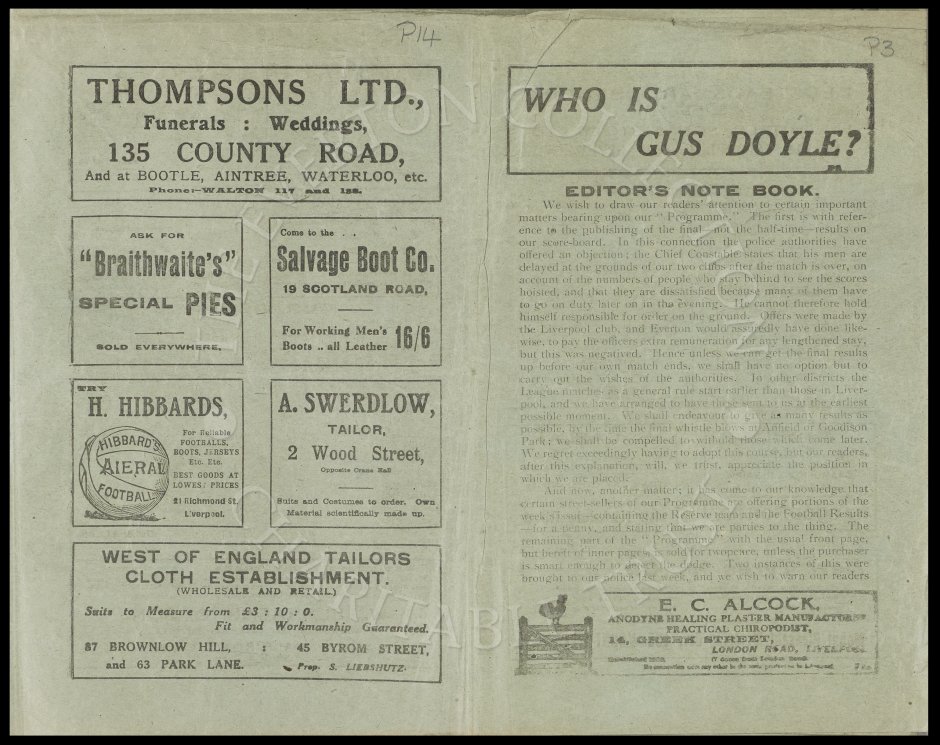 P14
THOMPSONS LTD.,
Funerals : Weddings,
135 COUNTY ROAD,
And at BOOTLE, AINTREE, WATERLOO, etc.
Phone:-WALTON 117 and 128.
ASK FOR
"Braithwaite's"
SPECIAL PIES
SOLD EVERYWHERE.
Come to the . .
Salvage Boot Co.
19 SCOTLAND ROAD,
For Working Men's
Boots .. all Leather 16/6
TRY
H. HIBBARDS,
HIBBARD'S
AIERAL
FOOTBALL
For Reliable
FOOTBALLS,
BOOTS, JERSEYS
Etc. Etc.
BEST GOODS AT
LOWEST PRICES
21 Richmond St.
Liverpool.
A. SWERDLOW,
TAILOR,
2 Wood Street,
Opposite Crane Hall
Suits and Costumes to order. Own
Material scientifically made up.
WEST OF ENGLAND TAILORS
CLOTH ESTABLISHMENT.
(WHOLESALE AND RETAIL.)
Suits to Measure from £3 : 10 : 0.
Fit and Workmanship Guaranteed.
87 BROWNLOW HILL, : 45 BYROM STREET,
and 63 PARK LANE. Prop. S. LIEBSHUTZ.
P3
WHO IS
GUS DOYLE?
PA
EDITOR'S NOTE BOOK.
We wish to draw our readers' attention to certain important
matters bearing upon our "Programme." The first is with refer-
ence to the publishing of the final—not the half-time—results on
our score-board. In this connection the police authorities have
offered an objection; the Chief Constable states that his men are
delayed at the grounds of our two clubs after the match is over, on
account of the numbers of people who stay behind to see the scores
hoisted, and that they are dissatisfied because many of them have
to go on duty later on in the evening. He cannot therefore hold
himself responsible for order on the ground. Offers were made by
the Liverpool club, and Everton would assuredly have done like-
wise, to pay the officers extra remuneration for any lengthened stay,
but this was negatived. Hence unless we can get the final results
up before our own match ends, we shall have no option but to
carry out the wishes of the authorities. In other districts the
League matches as a general rule start earlier than those in Liver-
pool, and we have arranged to have these sent to us at the earliest
possible moment. We shall endeavour to give as many results as
possible, by the time the final whistle blows at Anfield or Goodison
Park; we shall be compelled to withold those which come later.
We regret exceedingly having to adopt this course, but our readers,
after this explanation, will, we trust, appreciate the position in
which we are placed.
And now, another matter; it has come to our knowledge that
certain street-sellers of our Programme are offering portions of the
week's issue—containing the Reserve team and the Football Results
—for a penny, and stating that we are parties to the thing. The
remaining part of the "Programme" with the usual front page,
but bereft of inner pages, is sold for twopence, unless the purchaser
is smart enough to detect the dodge. Two instances of this were
brought to our notice last week, and we wish to warn our readers
E. C. ALCOCK,
ANODYNE HEALING PLASTER MANUFACTURER
PRACTICAL CHIROPODIST,
14, GREEK STREET,
LONDON ROAD, LIVERPOOL